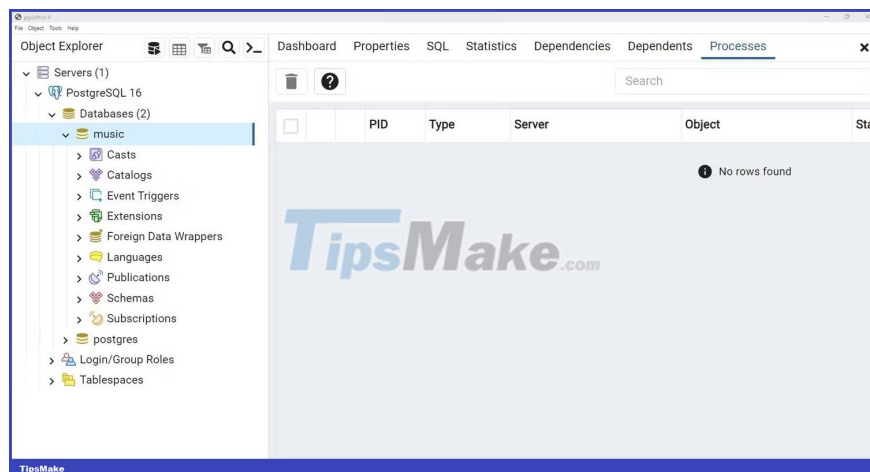 pgAdmin 4
File Object Tools Help
Object Explorer
Dashboard Properties SQL Statistics Dependencies Dependents Processes
Servers (1)
PostgreSQL 16
Databases (2)
music
Casts
Catalogs
Event Triggers
Extensions
Foreign Data Wrappers
Languages
Publications
Schemas
Subscriptions
postgres
Login/Group Roles
Tablespaces
Search
PID Type Server Object Sta
No rows found
TipsMake.com
TipsMake